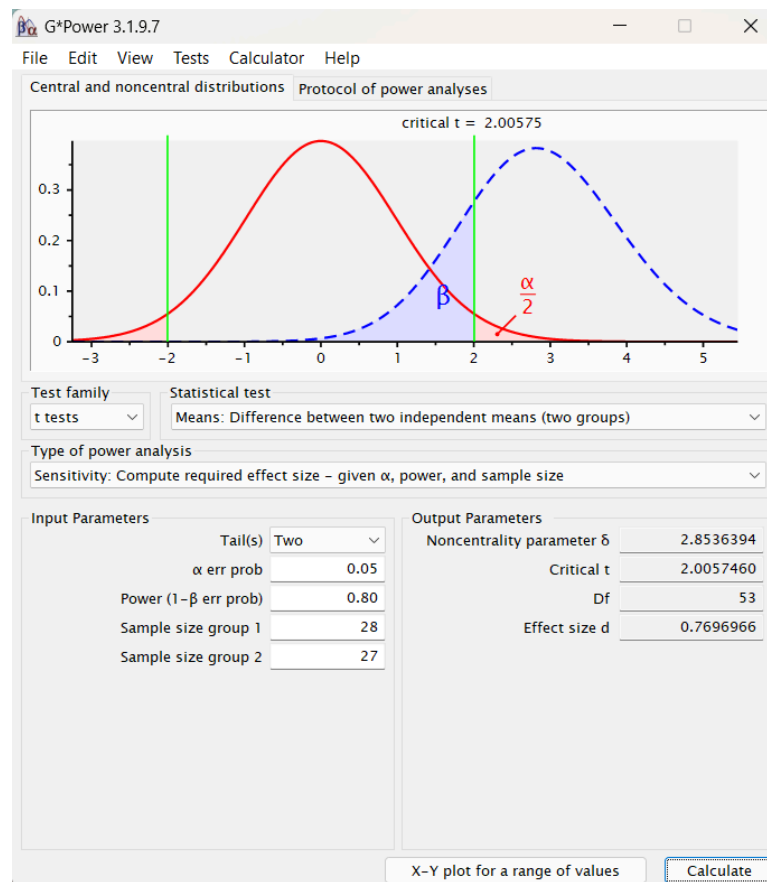 βα G*Power 3.1.9.7
File Edit View Tests Calculator Help
Central and noncentral distributions Protocol of power analyses
critical t = 2.00575
0.3
0.2
0.1
0
β
α
2
-3 -2 -1 0 1 2 3 4 5
Test family Statistical test
t tests Means: Difference between two independent means (two groups)
Type of power analysis
Sensitivity: Compute required effect size – given α, power, and sample size
Input Parameters Output Parameters
Tail(s) Two Noncentrality parameter δ 2.8536394
α err prob 0.05 Critical t 2.0057460
Power (1-β err prob) 0.80 Df 53
Sample size group 1 28 Effect size d 0.7696966
Sample size group 2 27
X-Y plot for a range of values Calculate